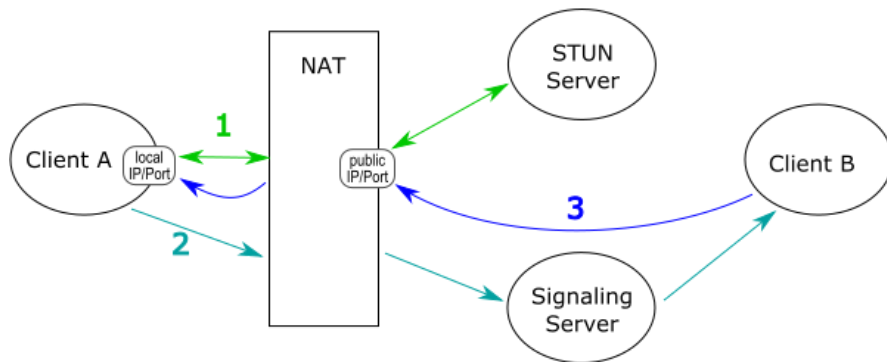 NAT
STUN
Server
1
Client A
local
IP/Port
public
IP/Port
Client B
3
2
Signaling
Server